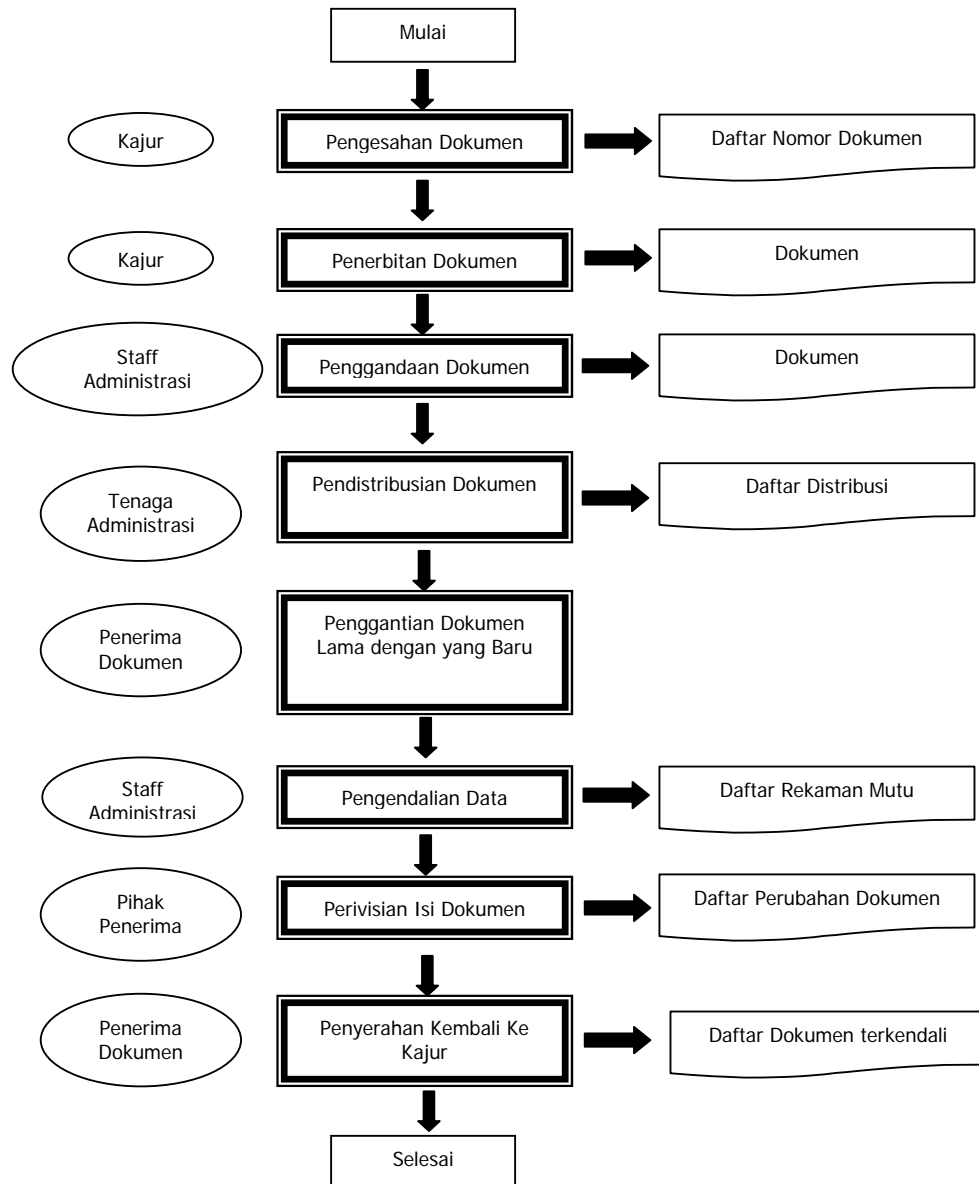 Mulai
Kajur
Pengesahan Dokumen
Daftar Nomor Dokumen
Kajur
Penerbitan Dokumen
Dokumen
Staff
Administrasi
Penggandaan Dokumen
Dokumen
Tenaga
Administrasi
Pendistribusian Dokumen
Daftar Distribusi
Penerima
Dokumen
Penggantian Dokumen
Lama dengan yang Baru
Staff
Administrasi
Pengendalian Data
Daftar Rekaman Mutu
Pihak
Penerima
Perivisian Isi Dokumen
Daftar Perubahan Dokumen
Penerima
Dokumen
Penyerahan Kembali Ke
Kajur
Daftar Dokumen terkendali
Selesai